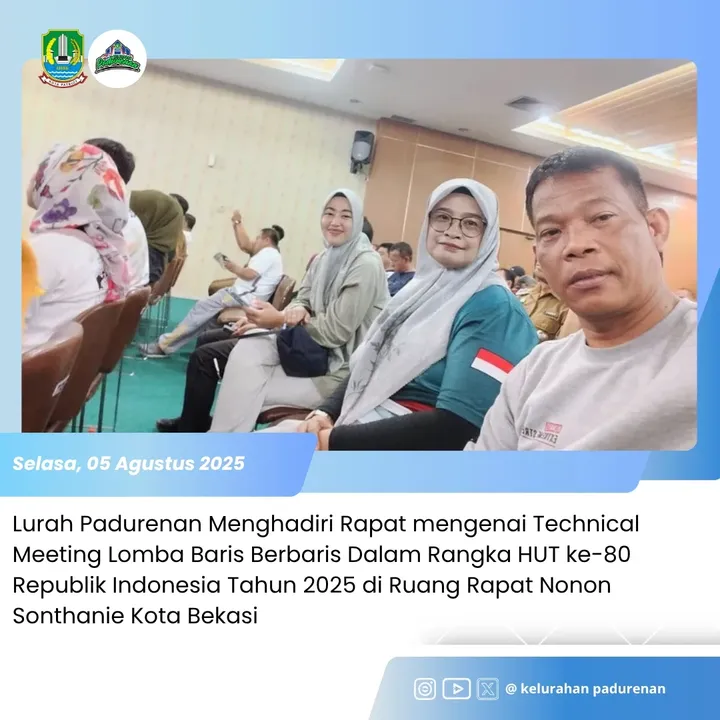 Selasa, 05 Agustus 2025
Lurah Padurenan Menghadiri Rapat mengenai Technical
Meeting Lomba Baris Berbaris Dalam Rangka HUT ke-80
Republik Indonesia Tahun 2025 di Ruang Rapat Nonon
Sonthanie Kota Bekasi
@ kelurahan padurenan